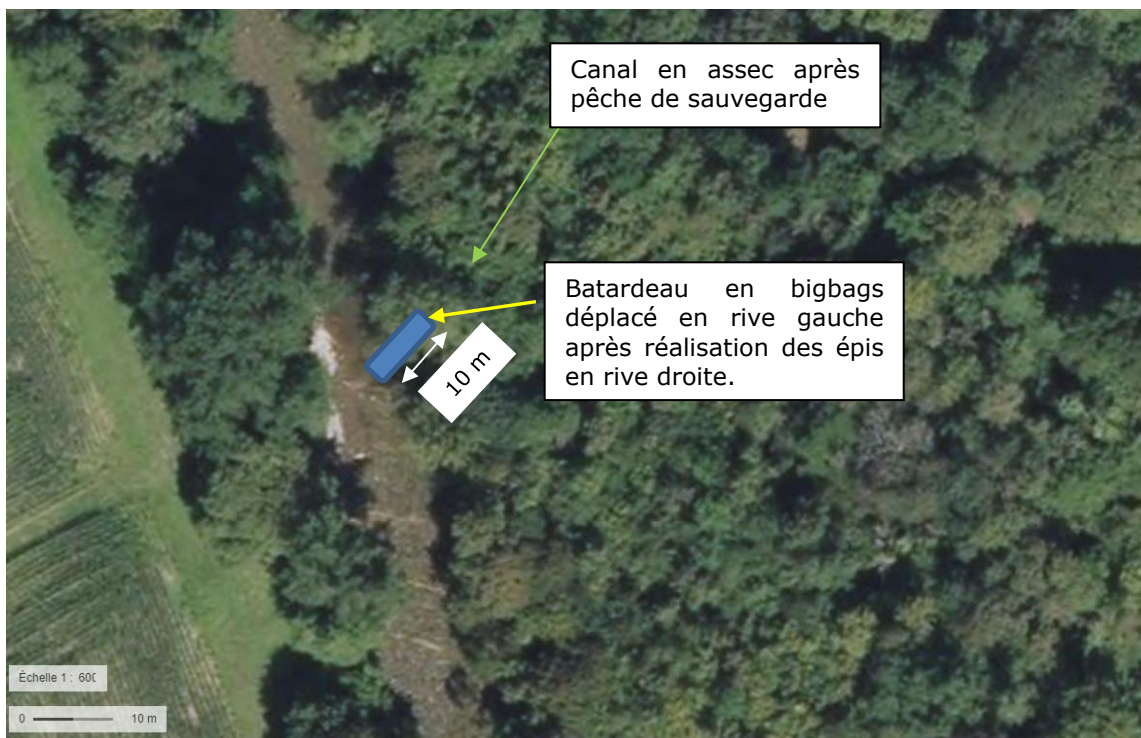 Canal en assec après
pêche de sauvegarde
Batardeau en bigbags
déplacé en rive gauche
après réalisation des épis
en rive droite.
10 m
Échelle 1 : 600
0 10 m